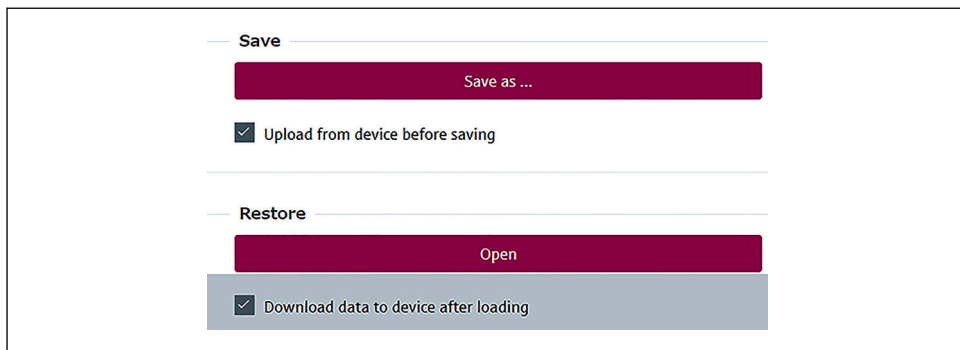 Save
Save as ...
Upload from device before saving
Restore
Open
Download data to device after loading